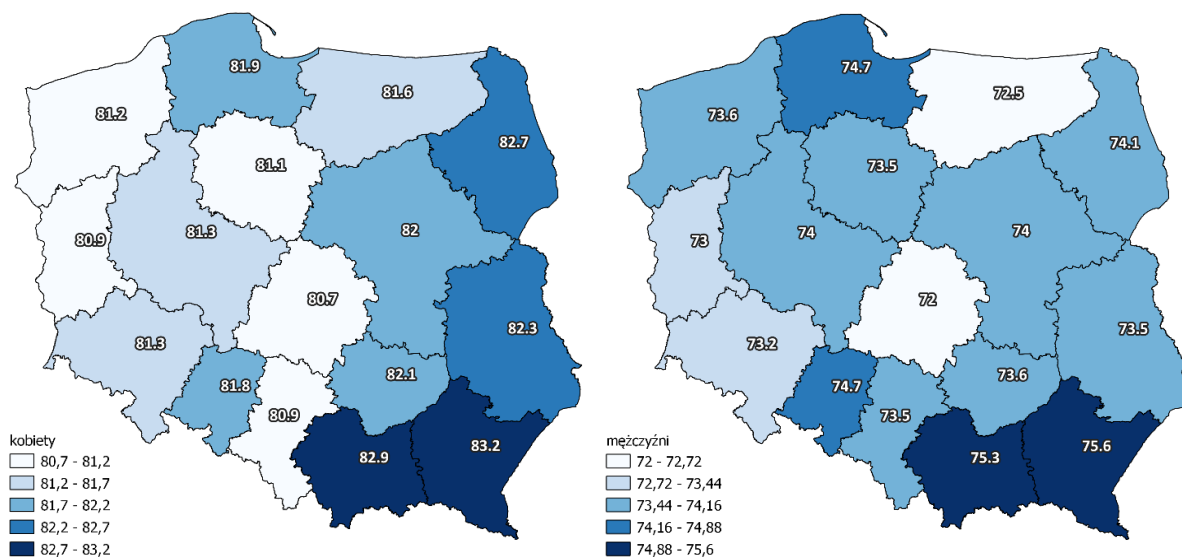 81.9
81.6
81.2
82.7
81.1
82
80.9
81.3
80.7
82.3
81.3
82.1
81.8
80.9
82.9
83.2
kobiety
80,7 - 81,2
81,2 - 81,7
81,7 - 82,2
82,2 - 82,7
82,7 - 83,2
74.7
72.5
73.6
74.1
73.5
74
73
74
72
73.5
73.2
73.6
74.7
73.5
75.3
75.6
mężczyźni
72 - 72,72
72,72 - 73,44
73,44 - 74,16
74,16 - 74,88
74,88 - 75,6